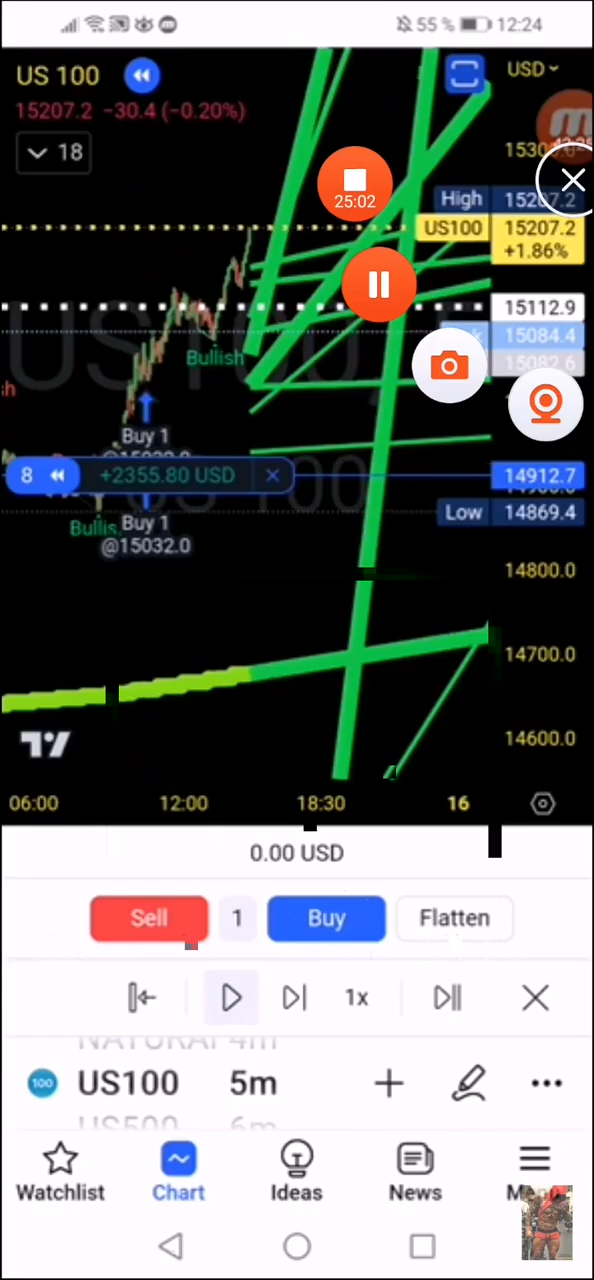 55 % 12:24
US 100
USD
15207.2 −30.4 (−0.20%)
18
25:02
High 15207.2
US100 15207.2
+1.86%
15112.9
15084.4
15082.6
Bullish
Buy 1
8 +2355.80 USD
14912.7
Buy 1
@15032.0
Low 14869.4
14800.0
14700.0
14600.0
06:00 12:00 18:30 16
0.00 USD
Sell 1 Buy Flatten
1x
100 US100 5m
Watchlist Chart Ideas News